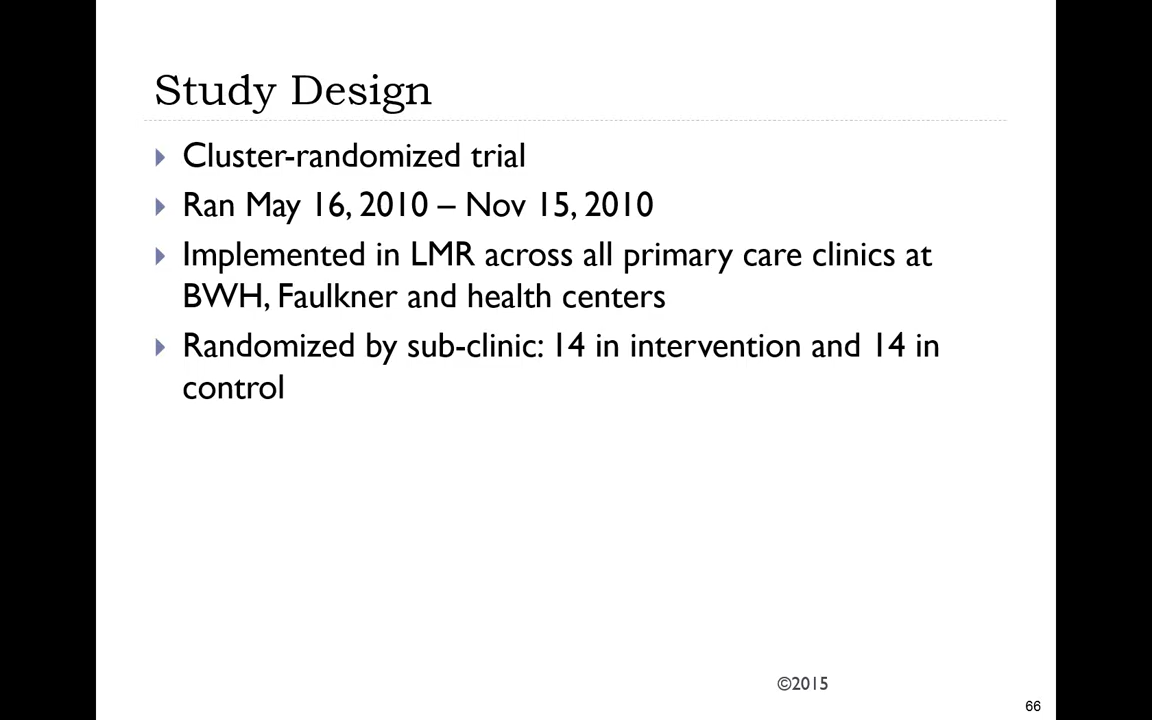 Study Design
Cluster-randomized trial
Ran May 16, 2010 – Nov 15, 2010
Implemented in LMR across all primary care clinics at
BWH, Faulkner and health centers
Randomized by sub-clinic: 14 in intervention and 14 in
control
©2015
66